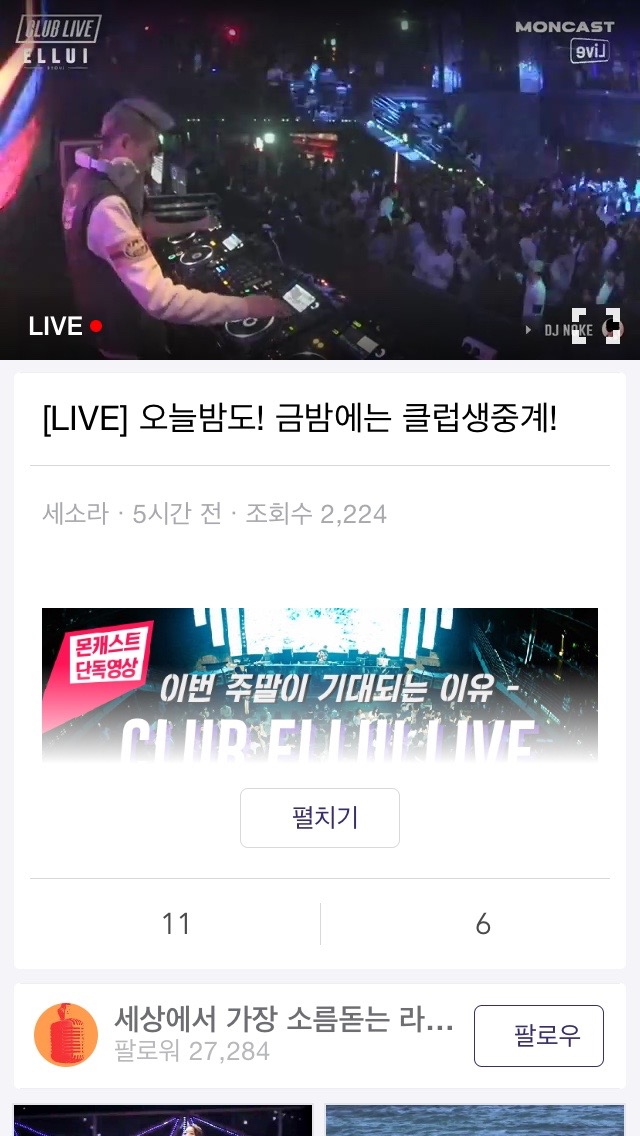 CLUB LIVE
ELLUI
MONCAST
Live
LIVE
DJ NOKE
[LIVE] 오늘밤도! 금밤에는 클럽생중계!
세소라 · 5시간 전 · 조회수 2,224
몬캐스트
단독영상
이번 주말이 기대되는 이유 -
CLUB ELLUI LIVE
펼치기
11
6
세상에서 가장 소름돋는 라...
팔로워 27,284
팔로우